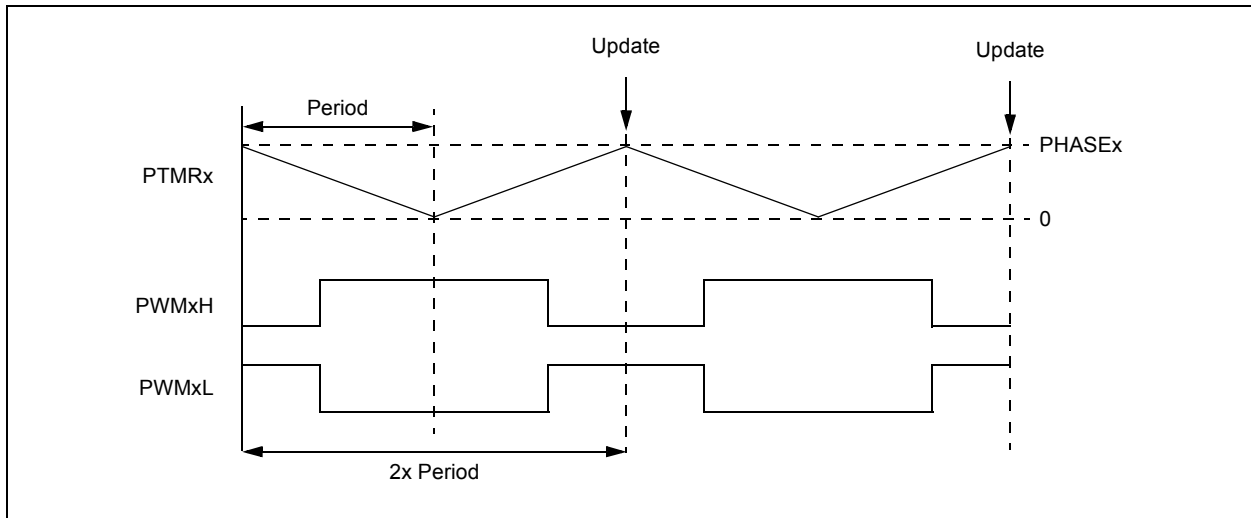 Update
Update
Period
PHASEx
PTMRx
0
PWMxH
PWMxL
2x Period